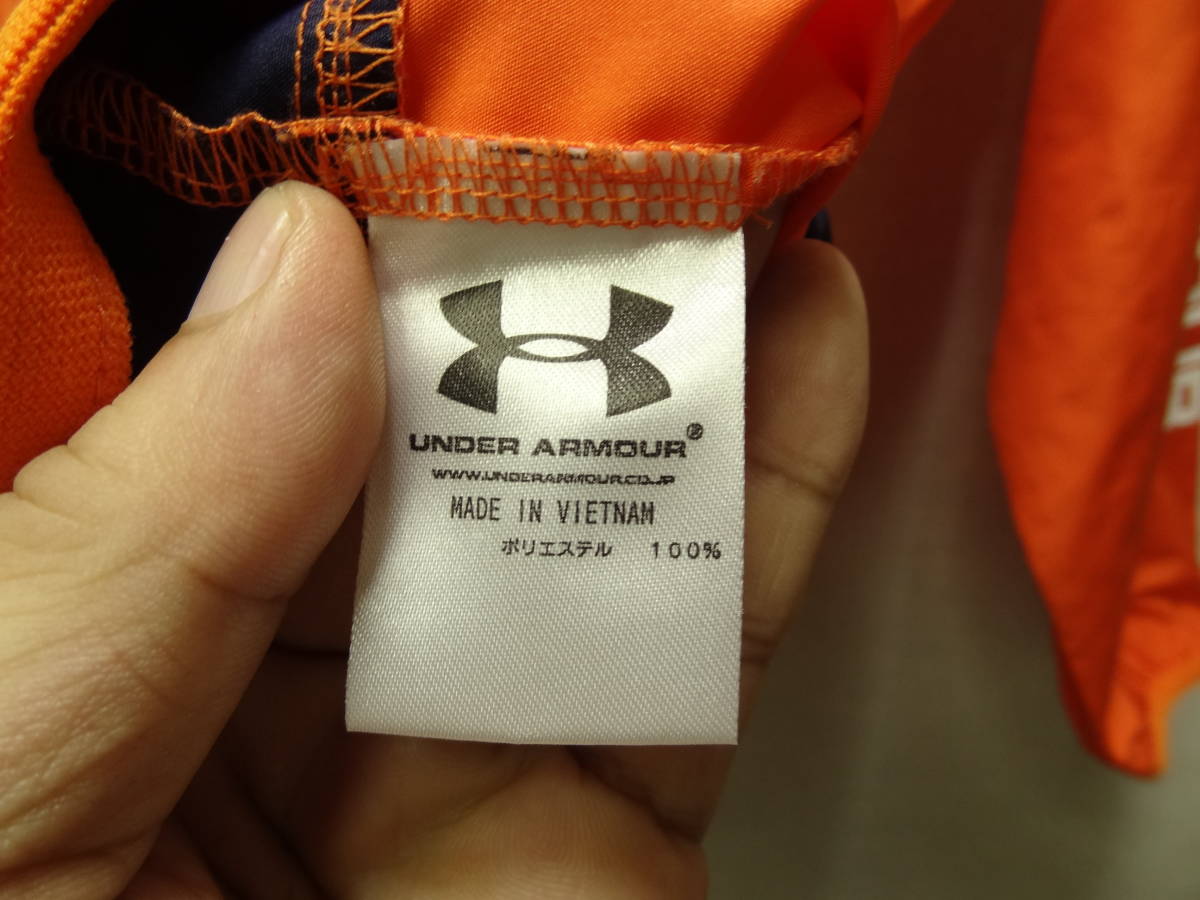 UNDER ARMOUR®
WWW.UNDERARMOUR.CO.JP
MADE IN VIETNAM
ポリエステル 100%